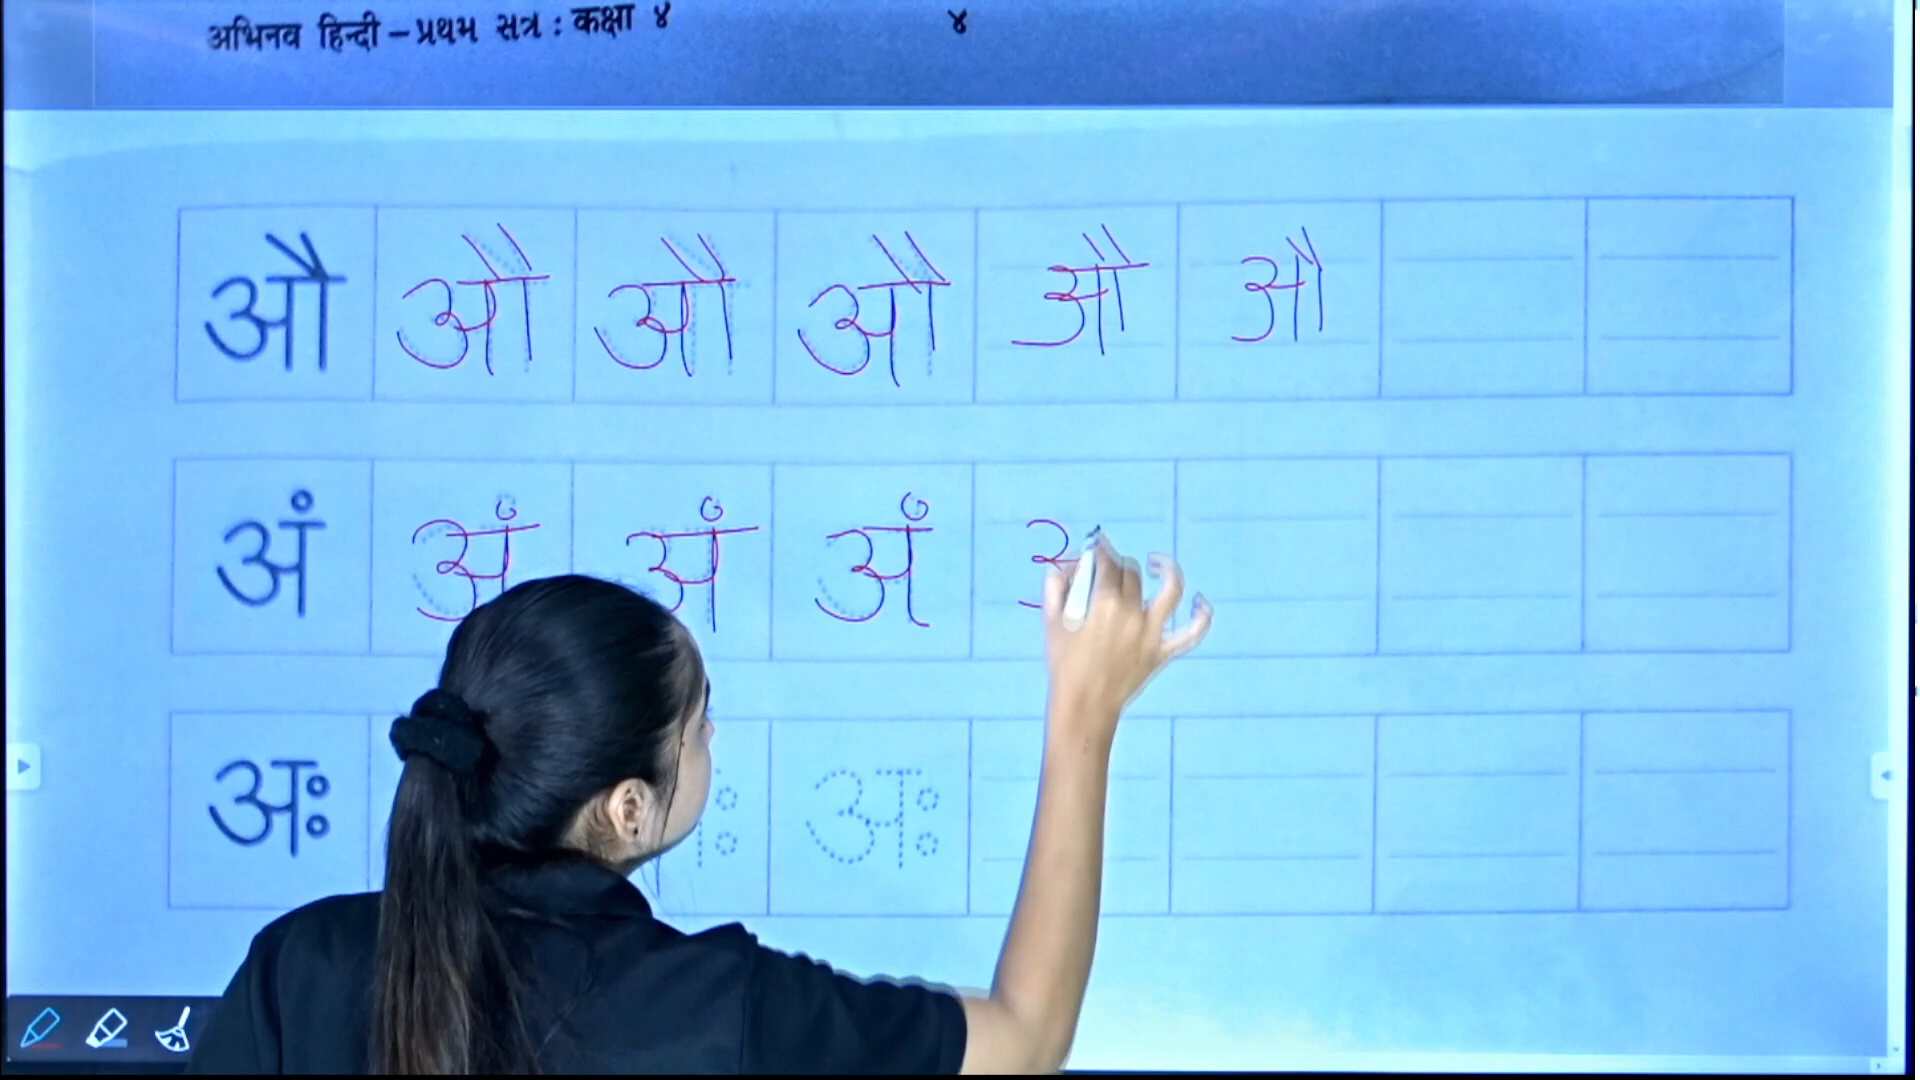 अभिनव हिन्दी – प्रथम सत्र : कक्षा ४ ४
औ औ औ औ औ औ
अं अं अं अं
अः अः